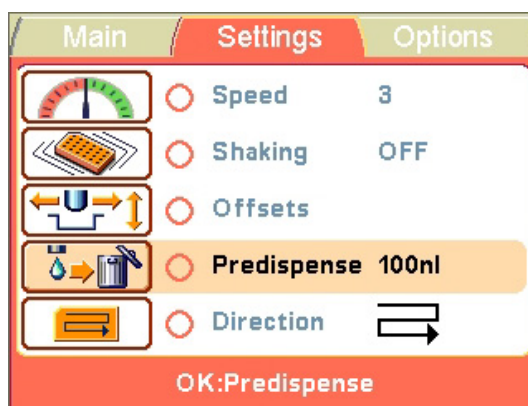 Main Settings Options
Speed 3
Shaking OFF
Offsets
Predispense 100nl
Direction
OK:Predispense